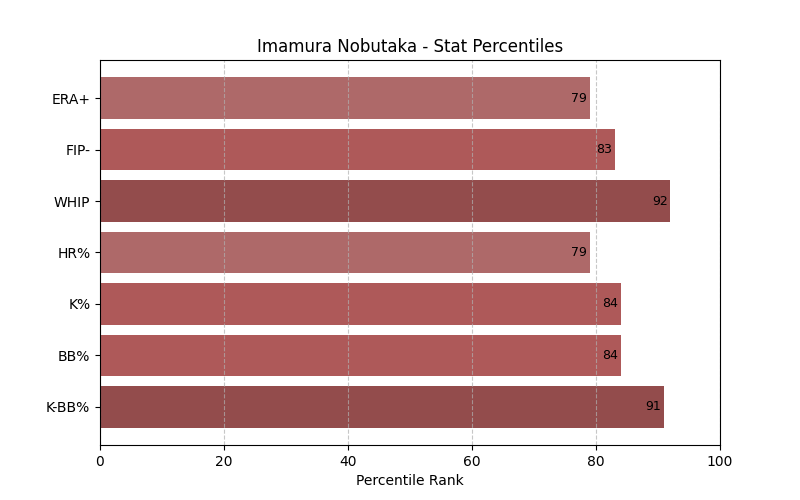 Imamura Nobutaka - Stat Percentiles
ERA+ 79
FIP- 83
WHIP 92
HR% 79
K% 84
BB% 84
K-BB% 91
0 20 40 60 80 100
Percentile Rank